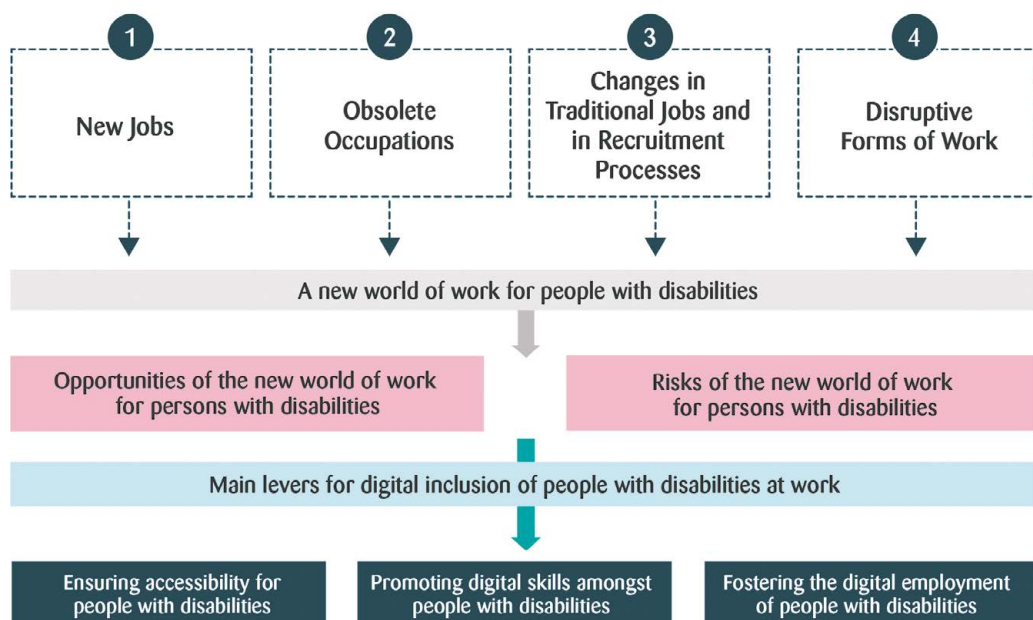 1
New Jobs
2
Obsolete
Occupations
3
Changes in
Traditional Jobs and
in Recruitment
Processes
4
Disruptive
Forms of Work
A new world of work for people with disabilities
Opportunities of the new world of work
for persons with disabilities
Risks of the new world of work
for persons with disabilities
Main levers for digital inclusion of people with disabilities at work
Ensuring accessibility for
people with disabilities
Promoting digital skills amongst
people with disabilities
Fostering the digital employment
of people with disabilities